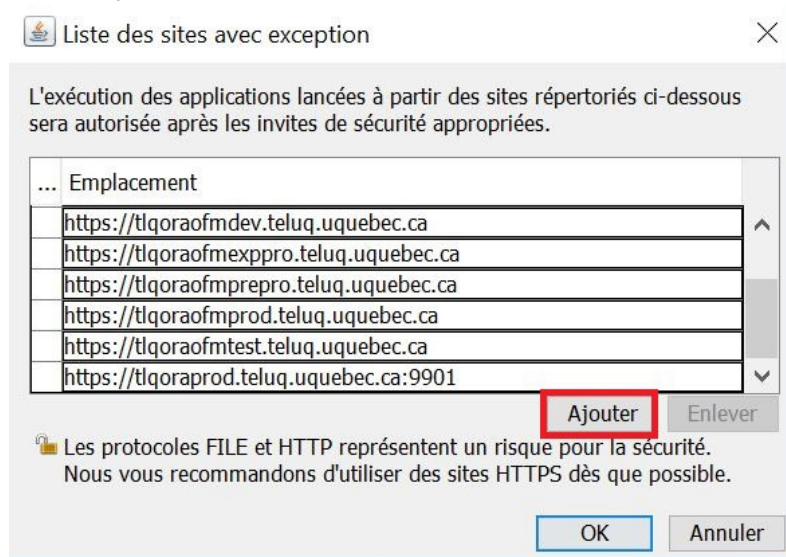 Liste des sites avec exception
L'exécution des applications lancées à partir des sites répertoriés ci-dessous
sera autorisée après les invites de sécurité appropriées.
... Emplacement
https://tlqoraofmdev.teluq.uquebec.ca
https://tlqoraofmexppro.teluq.uquebec.ca
https://tlqoraofmprepro.teluq.uquebec.ca
https://tlqoraofmprod.teluq.uquebec.ca
https://tlqoraofmtest.teluq.uquebec.ca
https://tlqoraprod.teluq.uquebec.ca:9901
Ajouter Enlever
Les protocoles FILE et HTTP représentent un risque pour la sécurité.
Nous vous recommandons d'utiliser des sites HTTPS dès que possible.
OK Annuler